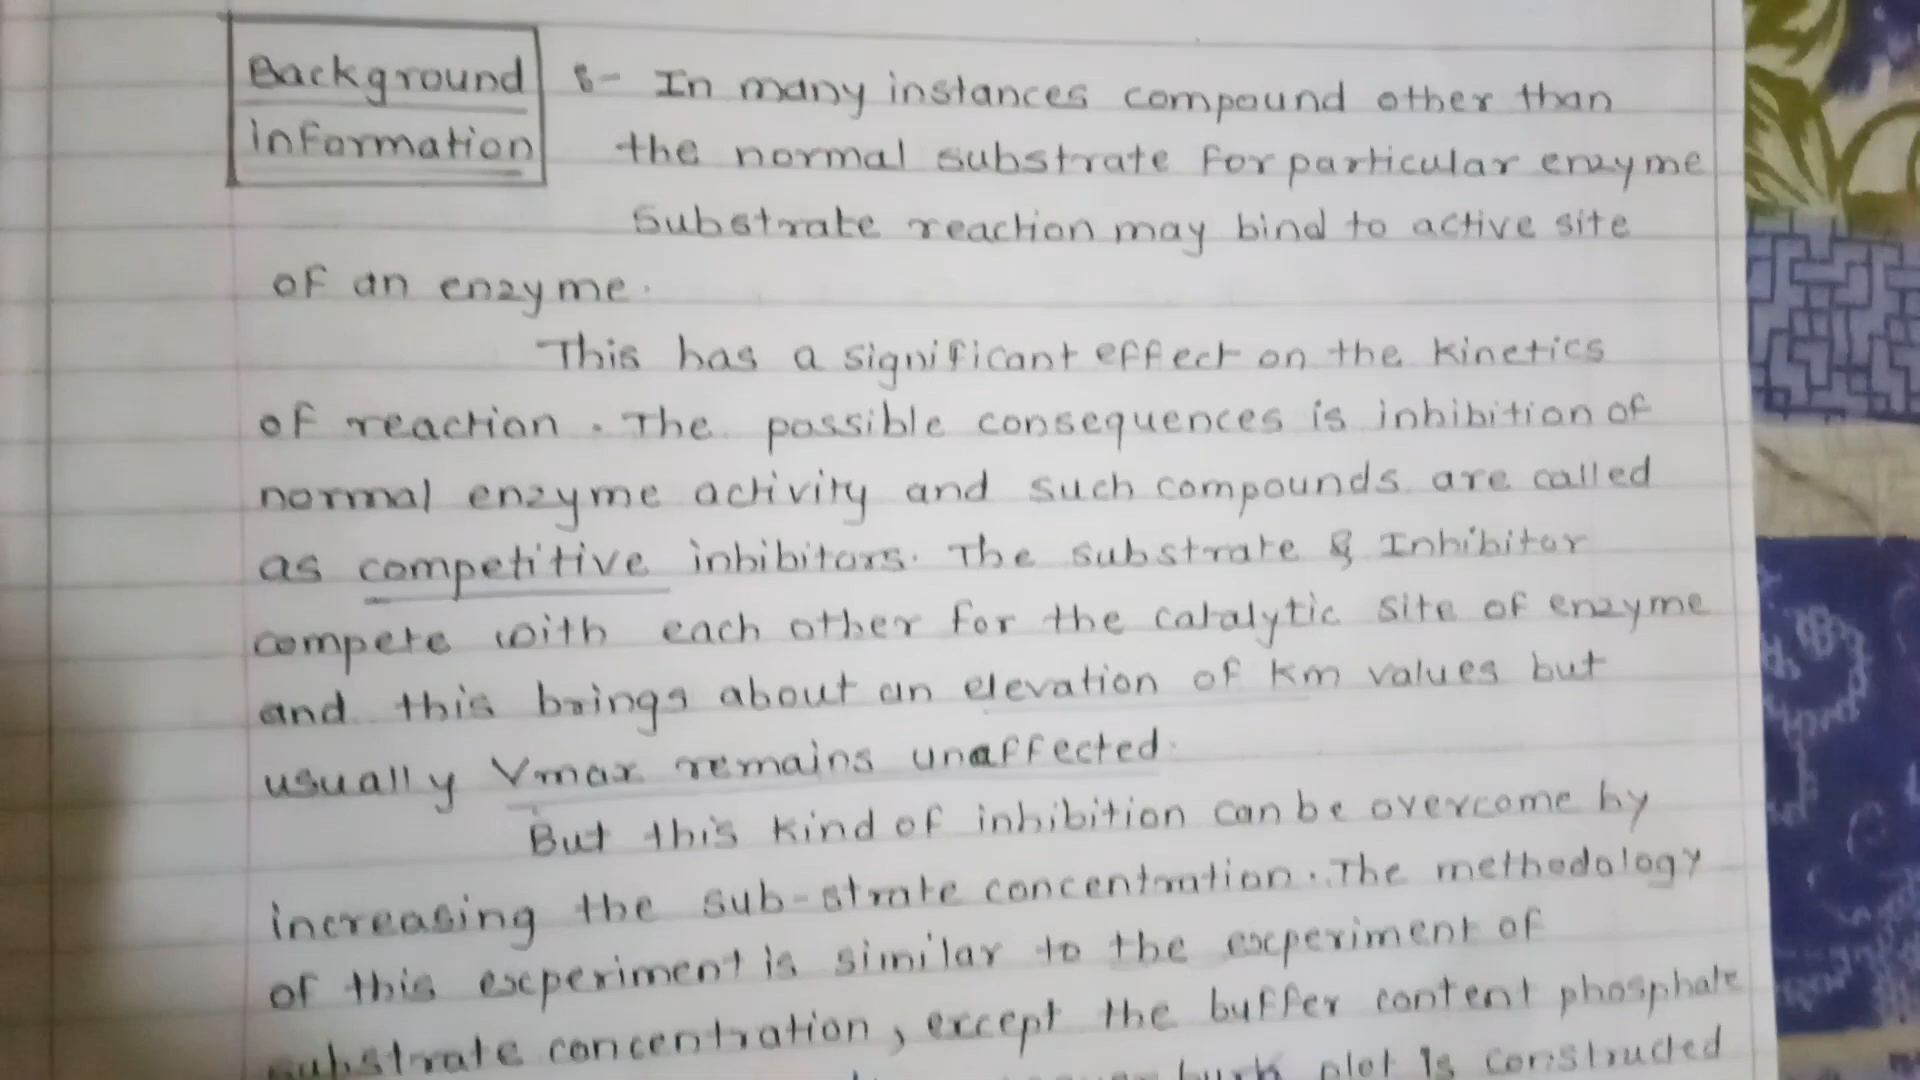 Background :- In many instances compound other than
information the normal substrate for particular enzyme
substrate reaction may bind to active site
of an enzyme.
This has a significant effect on the kinetics
of reaction. The possible consequences is inhibition of
normal enzyme activity and such compounds are called
as competitive inhibitors. The substrate & Inhibitor
compete with each other for the catalytic site of enzyme
and this brings about an elevation of km values but
usually Vmax remains unaffected.
But this kind of inhibition can be overcome by
increasing the sub-strate concentration. The methodology
of this experiment is similar to the experiment of
substrate concentration, except the buffer content phosphate
plot is constructed